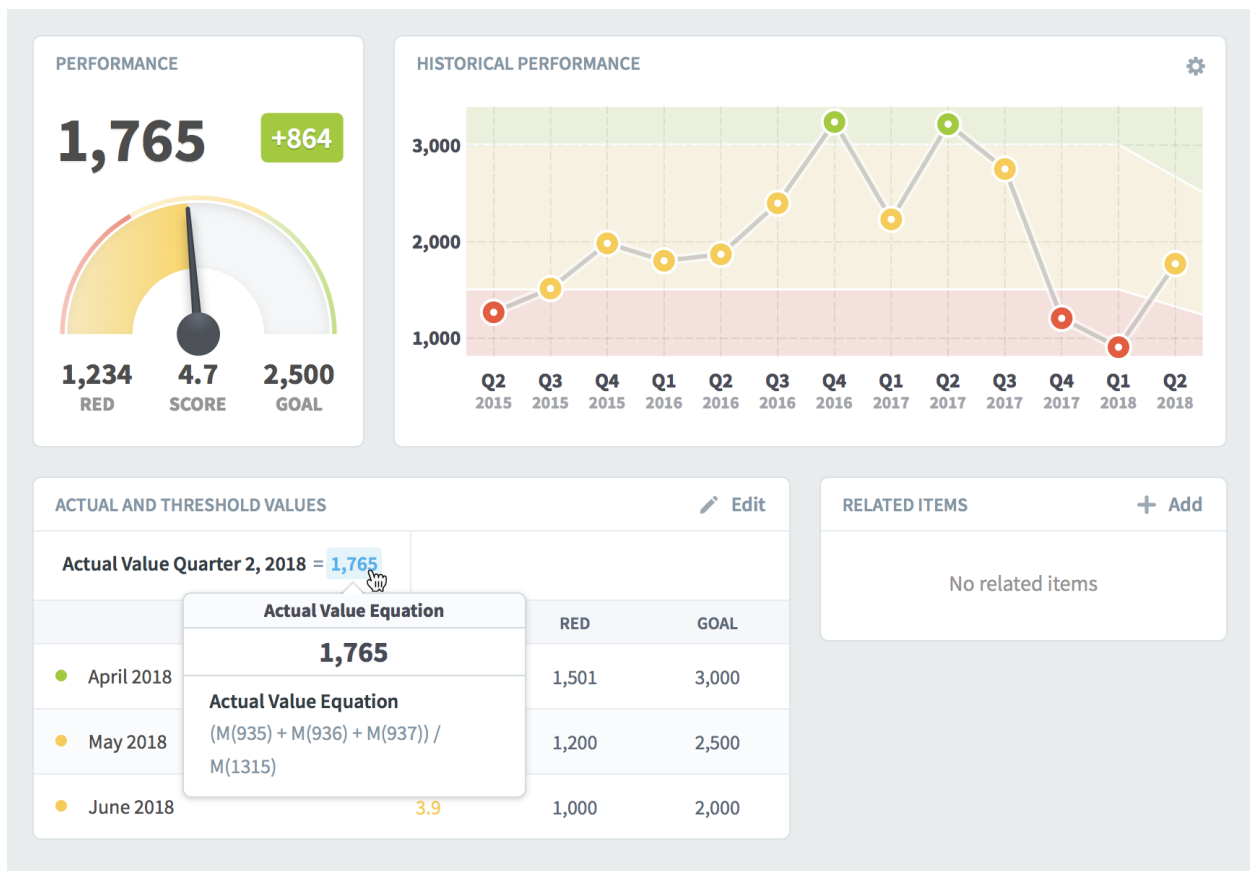 PERFORMANCE
1,765
+864
1,234
4.7
2,500
RED
SCORE
GOAL
HISTORICAL PERFORMANCE
3,000
2,000
1,000
Q2 Q3 Q4 Q1 Q2 Q3 Q4 Q1 Q2 Q3 Q4 Q1 Q2
2015 2015 2015 2016 2016 2016 2016 2017 2017 2017 2017 2018 2018
ACTUAL AND THRESHOLD VALUES
Edit
Actual Value Quarter 2, 2018 = 1,765
Actual Value Equation
1,765
Actual Value Equation
(M(935) + M(936) + M(937)) /
M(1315)
RED GOAL
April 2018 1,501 3,000
May 2018 1,200 2,500
June 2018 3.9 1,000 2,000
RELATED ITEMS
Add
No related items